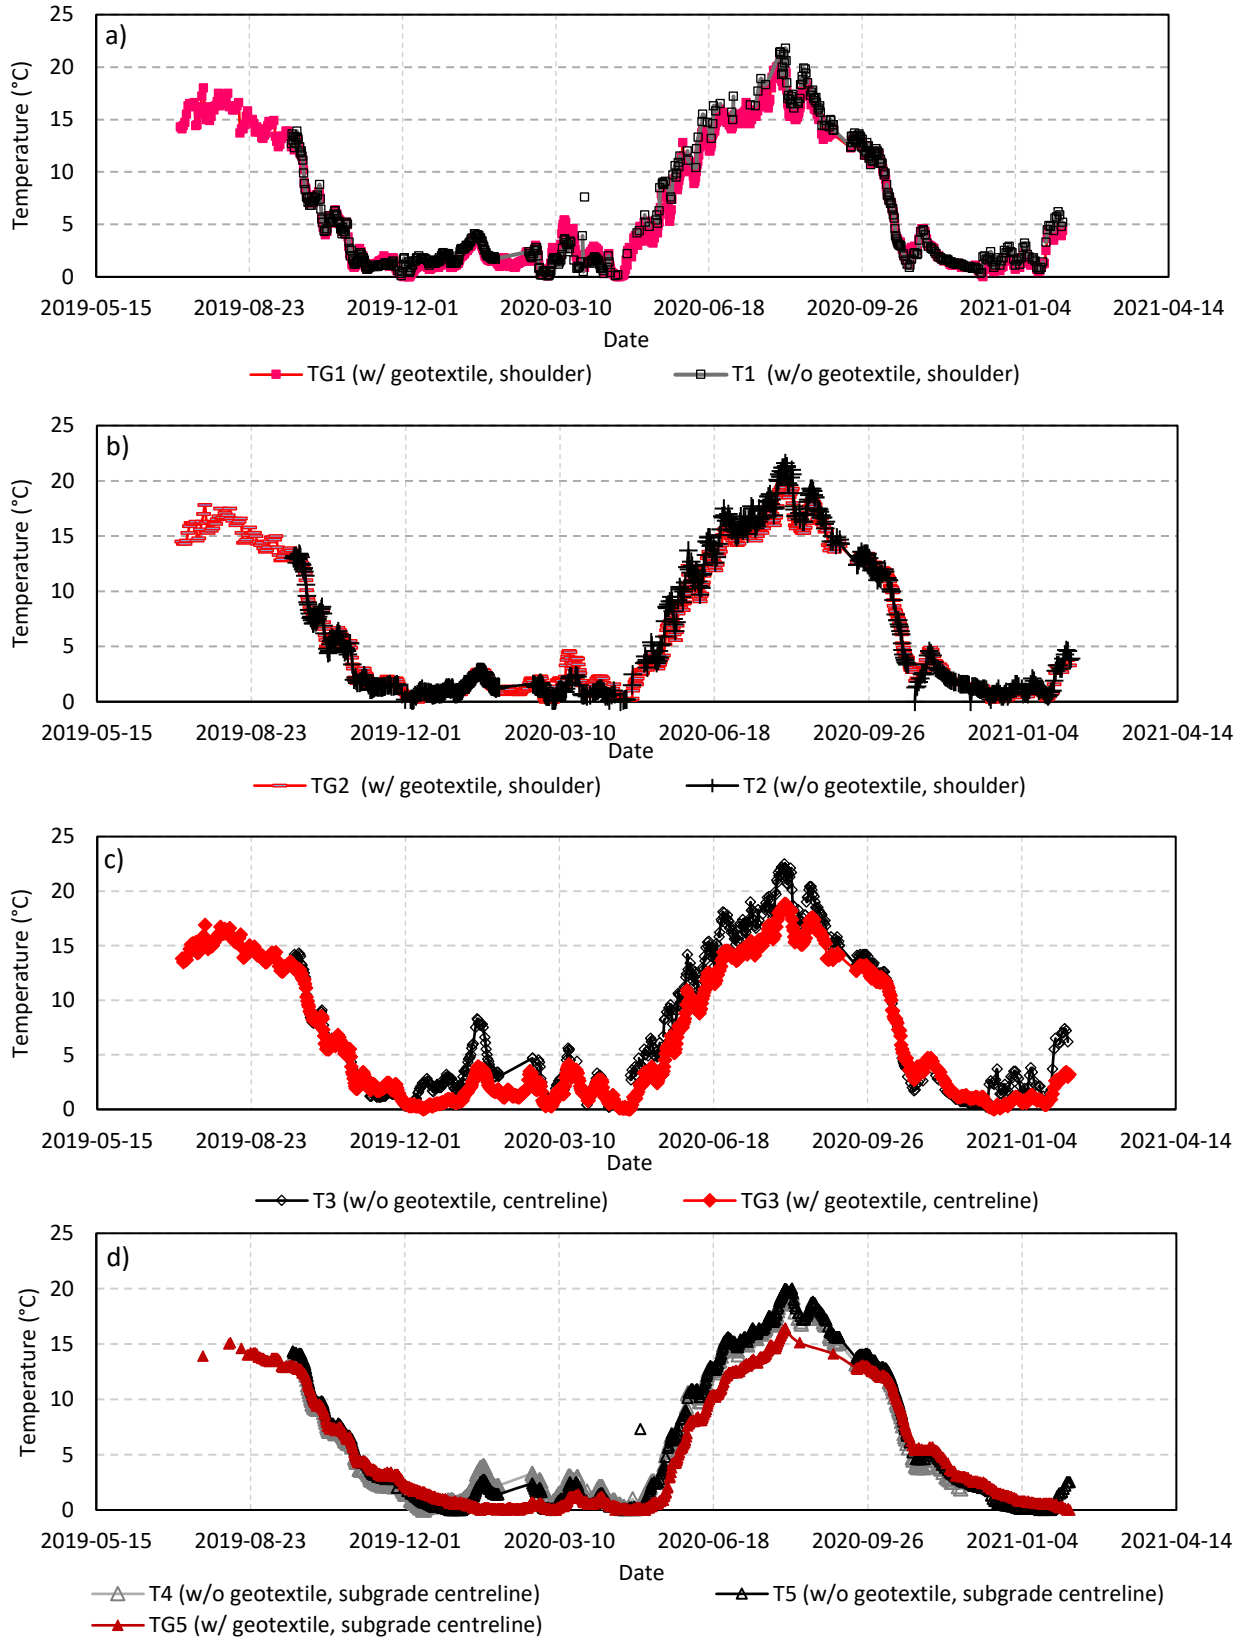 25
a)
20
15
10
5
0
Temperature (°C)
2019-05-15 2019-08-23 2019-12-01 2020-03-10 2020-06-18 2020-09-26 2021-01-04 2021-04-14
Date
TG1 (w/ geotextile, shoulder) T1 (w/o geotextile, shoulder)
25
b)
20
15
10
5
0
Temperature (°C)
2019-05-15 2019-08-23 2019-12-01 2020-03-10 2020-06-18 2020-09-26 2021-01-04 2021-04-14
Date
TG2 (w/ geotextile, shoulder) T2 (w/o geotextile, shoulder)
25
c)
20
15
10
5
0
Temperature (°C)
2019-05-15 2019-08-23 2019-12-01 2020-03-10 2020-06-18 2020-09-26 2021-01-04 2021-04-14
Date
T3 (w/o geotextile, centreline) TG3 (w/ geotextile, centreline)
25
d)
20
15
10
5
0
Temperature (°C)
2019-05-15 2019-08-23 2019-12-01 2020-03-10 2020-06-18 2020-09-26 2021-01-04 2021-04-14
Date
T4 (w/o geotextile, subgrade centreline) T5 (w/o geotextile, subgrade centreline)
TG5 (w/ geotextile, subgrade centreline)